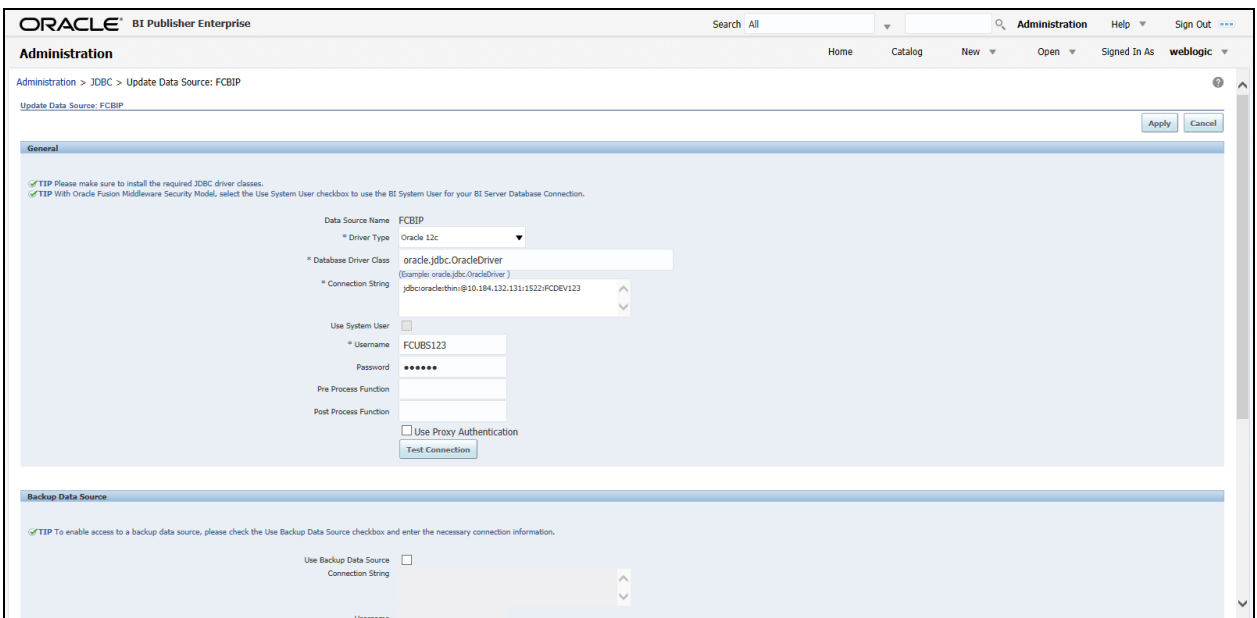 ORACLE BI Publisher Enterprise Search All Administration Help Sign Out
Administration Home Catalog New Open Signed In As weblogic
Administration > JDBC > Update Data Source: FCBIP
Update Data Source: FCBIP
Apply Cancel
General
TIP Please make sure to install the required JDBC driver classes.
TIP With Oracle Fusion Middleware Security Model, select the Use System User checkbox to use the BI System User for your BI Server Database Connection.
Data Source Name FCBIP
* Driver Type Oracle 12c
* Database Driver Class oracle.jdbc.OracleDriver
(Example: oracle.jdbc.OracleDriver )
* Connection String jdbc:oracle:thin:@10.184.132.131:1522:FCDEV123
Use System User
* Username FCUBS123
Password ●●●●●●
Pre Process Function
Post Process Function
Use Proxy Authentication
Test Connection
Backup Data Source
TIP To enable access to a backup data source, please check the Use Backup Data Source checkbox and enter the necessary connection information.
Use Backup Data Source
Connection String
Username